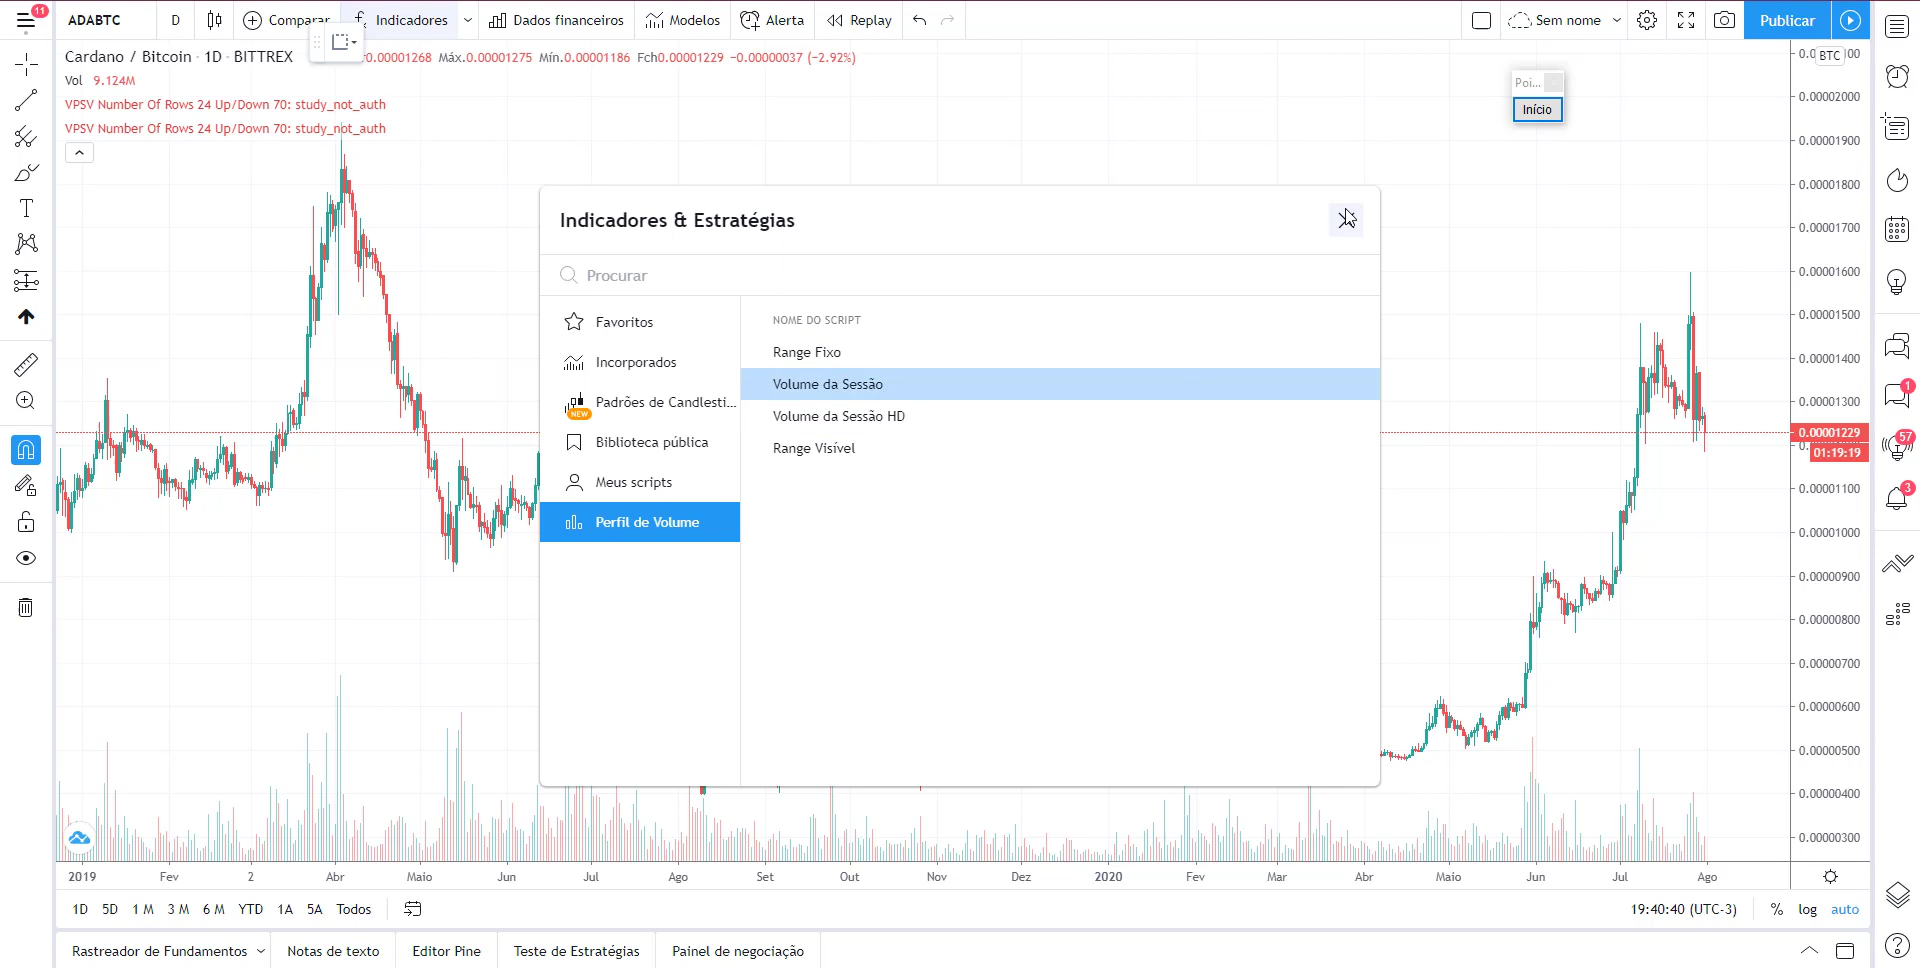 11
ADABTC
D
Comparar
Indicadores
Dados financeiros
Modelos
Alerta
Replay
Sem nome
Publicar
Cardano / Bitcoin · 1D · BITTREX
0.00001268 Máx.0.00001275 Mín.0.00001186 Fch0.00001229 −0.00000037 (−2.92%)
Vol 9.124M
VPSV Number Of Rows 24 Up/Down 70: study_not_auth
VPSV Number Of Rows 24 Up/Down 70: study_not_auth
Poi...
Início
BTC
0.00002000
0.00001900
0.00001800
0.00001700
0.00001600
0.00001500
0.00001400
0.00001300
0.00001229
01:19:19
0.00001100
0.00001000
0.00000900
0.00000800
0.00000700
0.00000600
0.00000500
0.00000400
0.00000300
Indicadores & Estratégias
Procurar
Favoritos
Incorporados
Padrões de Candlesti...
NEW
Biblioteca pública
Meus scripts
Perfil de Volume
NOME DO SCRIPT
Range Fixo
Volume da Sessão
Volume da Sessão HD
Range Visível
1
57
3
2019 Fev 2 Abr Maio Jun Jul Ago Set Out Nov Dez 2020 Fev Mar Abr Maio Jun Jul Ago
1D 5D 1 M 3 M 6 M YTD 1A 5A Todos
19:40:40 (UTC-3) % log auto
Rastreador de Fundamentos
Notas de texto
Editor Pine
Teste de Estratégias
Painel de negociação